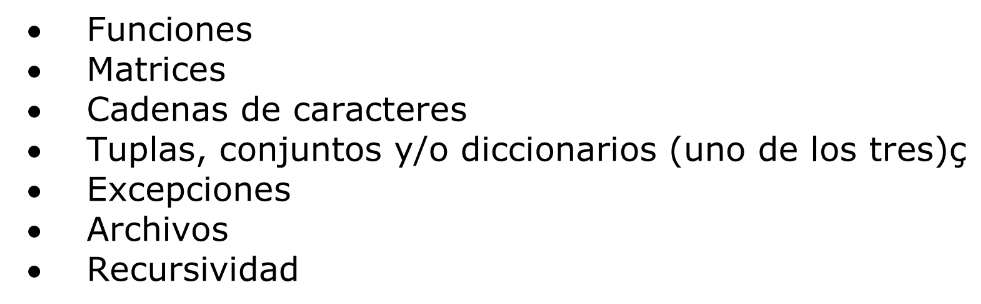 • Funciones
• Matrices
• Cadenas de caracteres
• Tuplas, conjuntos y/o diccionarios (uno de los tres)ç
• Excepciones
• Archivos
• Recursividad